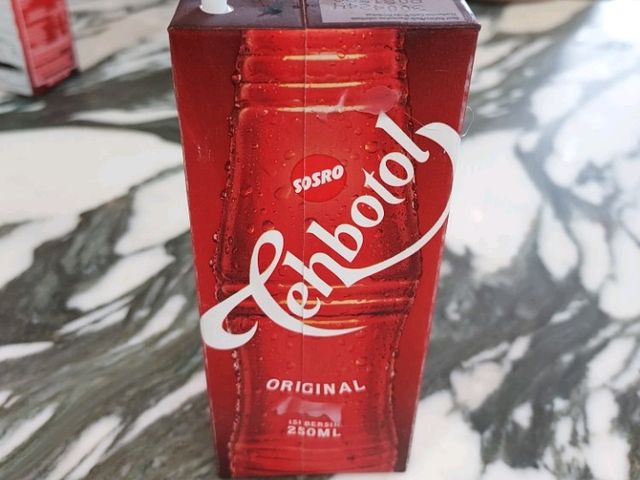 SOSRO
Tehbotol
ORIGINAL
ISI BERSIH
250ML